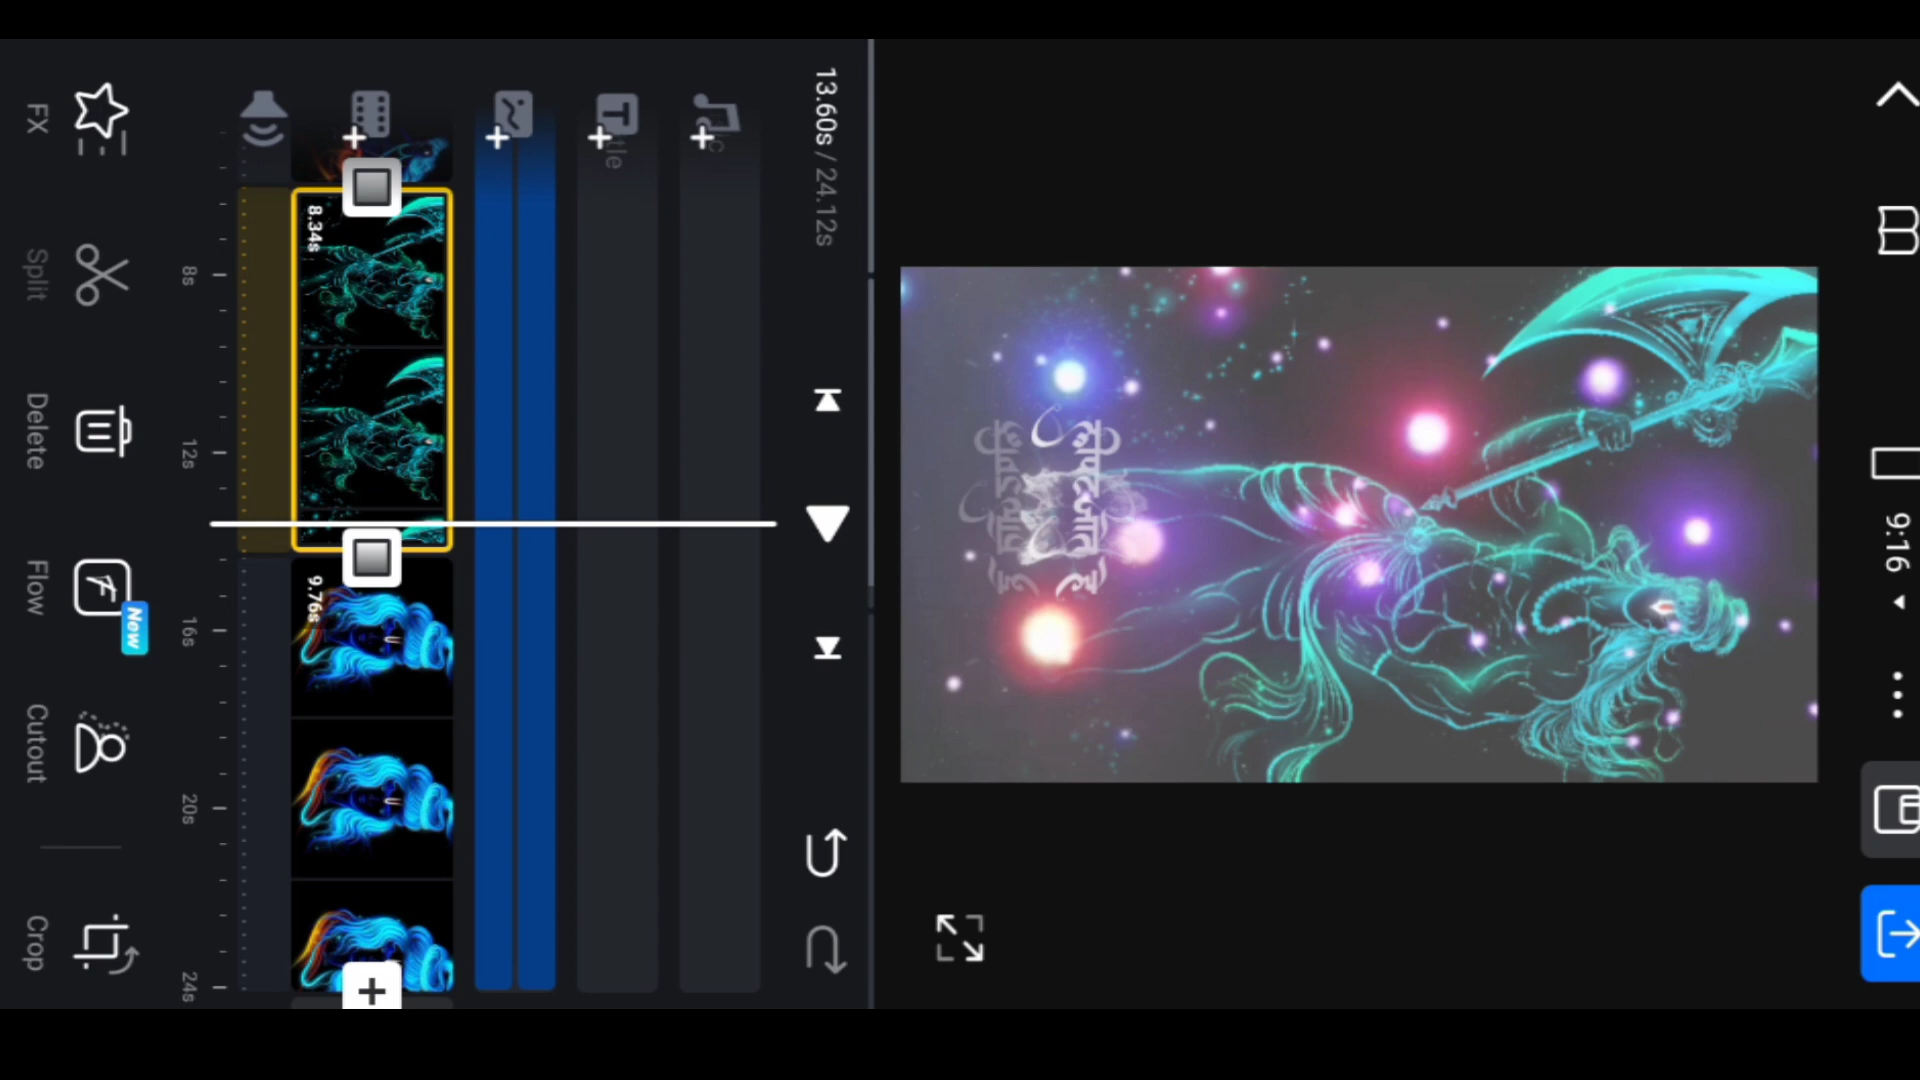 9:16
13.60s / 24.12s
8.34s
9.76s
8s
12s
16s
20s
24s
FX
Split
Delete
Flow
New
Cutout
Crop